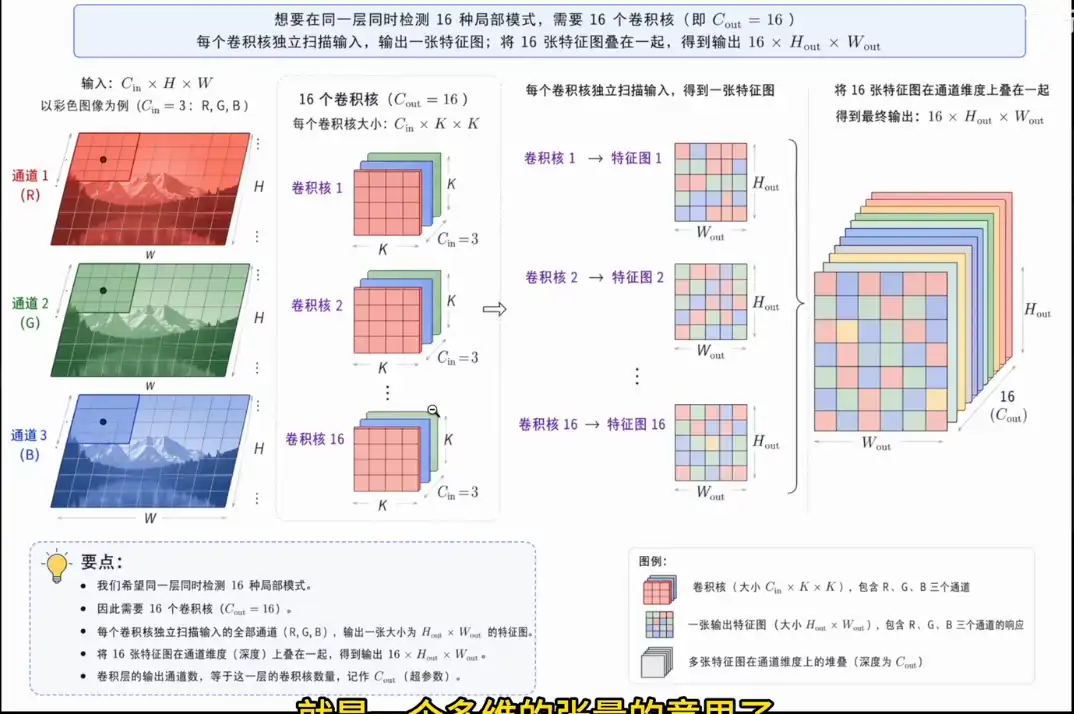 想要在同一层同时检测 16 种局部模式，需要 16 个卷积核（即 C_out = 16 ）
每个卷积核独立扫描输入，输出一张特征图；将 16 张特征图叠在一起，得到输出 16 × H_out × W_out
输入：C_in × H × W
以彩色图像为例（C_in = 3：R, G, B ）
通道 1
(R)
H
W
通道 2
(G)
H
W
通道 3
(B)
H
W
16 个卷积核（C_out = 16 ）
每个卷积核大小：C_in × K × K
卷积核 1
K
K
C_in = 3
卷积核 2
K
K
C_in = 3
⋮
卷积核 16
K
K
C_in = 3
每个卷积核独立扫描输入，得到一张特征图
卷积核 1 → 特征图 1
H_out
W_out
卷积核 2 → 特征图 2
H_out
W_out
⋮
卷积核 16 → 特征图 16
H_out
W_out
将 16 张特征图在通道维度上叠在一起
得到最终输出：16 × H_out × W_out
H_out
16
(C_out)
W_out
要点：
• 我们希望同一层同时检测 16 种局部模式。
• 因此需要 16 个卷积核（C_out = 16）。
• 每个卷积核独立扫描输入的全部通道（R, G, B），输出一张大小为 H_out × W_out 的特征图。
• 将 16 张特征图在通道维度（深度）上叠在一起，得到输出 16 × H_out × W_out。
• 卷积层的输出通道数，等于这一层的卷积核数量，记作 C_out（超参数）。
图例：
卷积核（大小 C_in × K × K），包含 R、G、B 三个通道
一张输出特征图（大小 H_out × W_out），包含 R、G、B 三个通道的响应
多张特征图在通道维度上的堆叠（深度为 C_out）
就是一个多维的张量的意思了